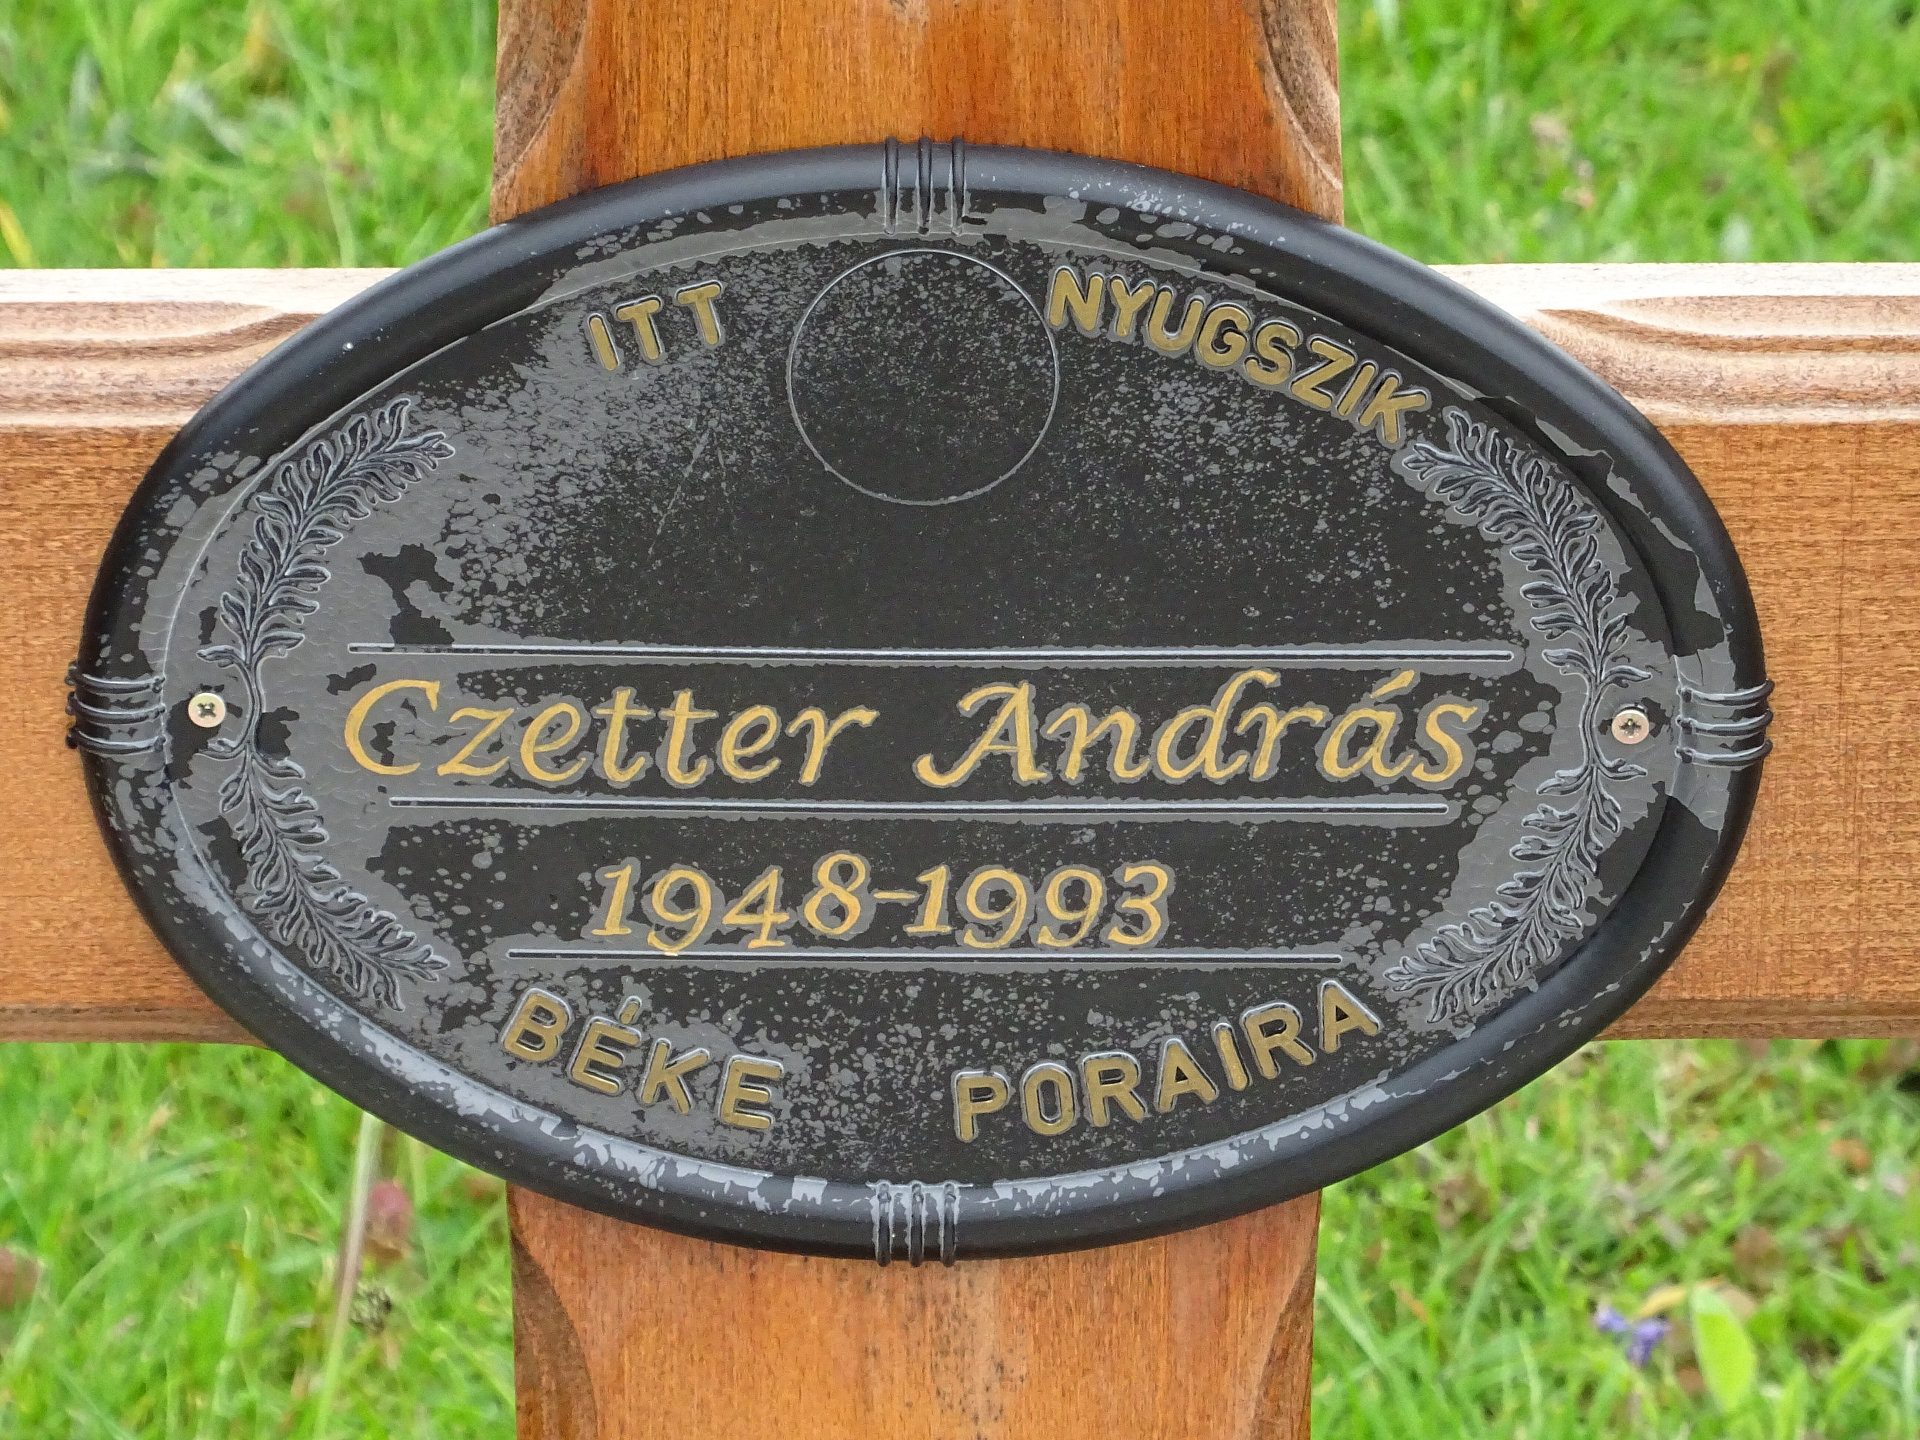 ITT NYUGSZIK
Czetter András
1948-1993
BÉKE PORAIRA